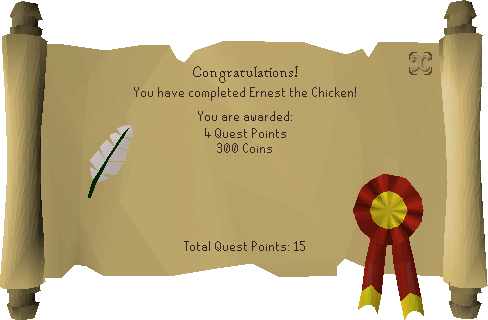 Congratulations!
You have completed Ernest the Chicken!
You are awarded:
4 Quest Points
300 Coins
Total Quest Points: 15